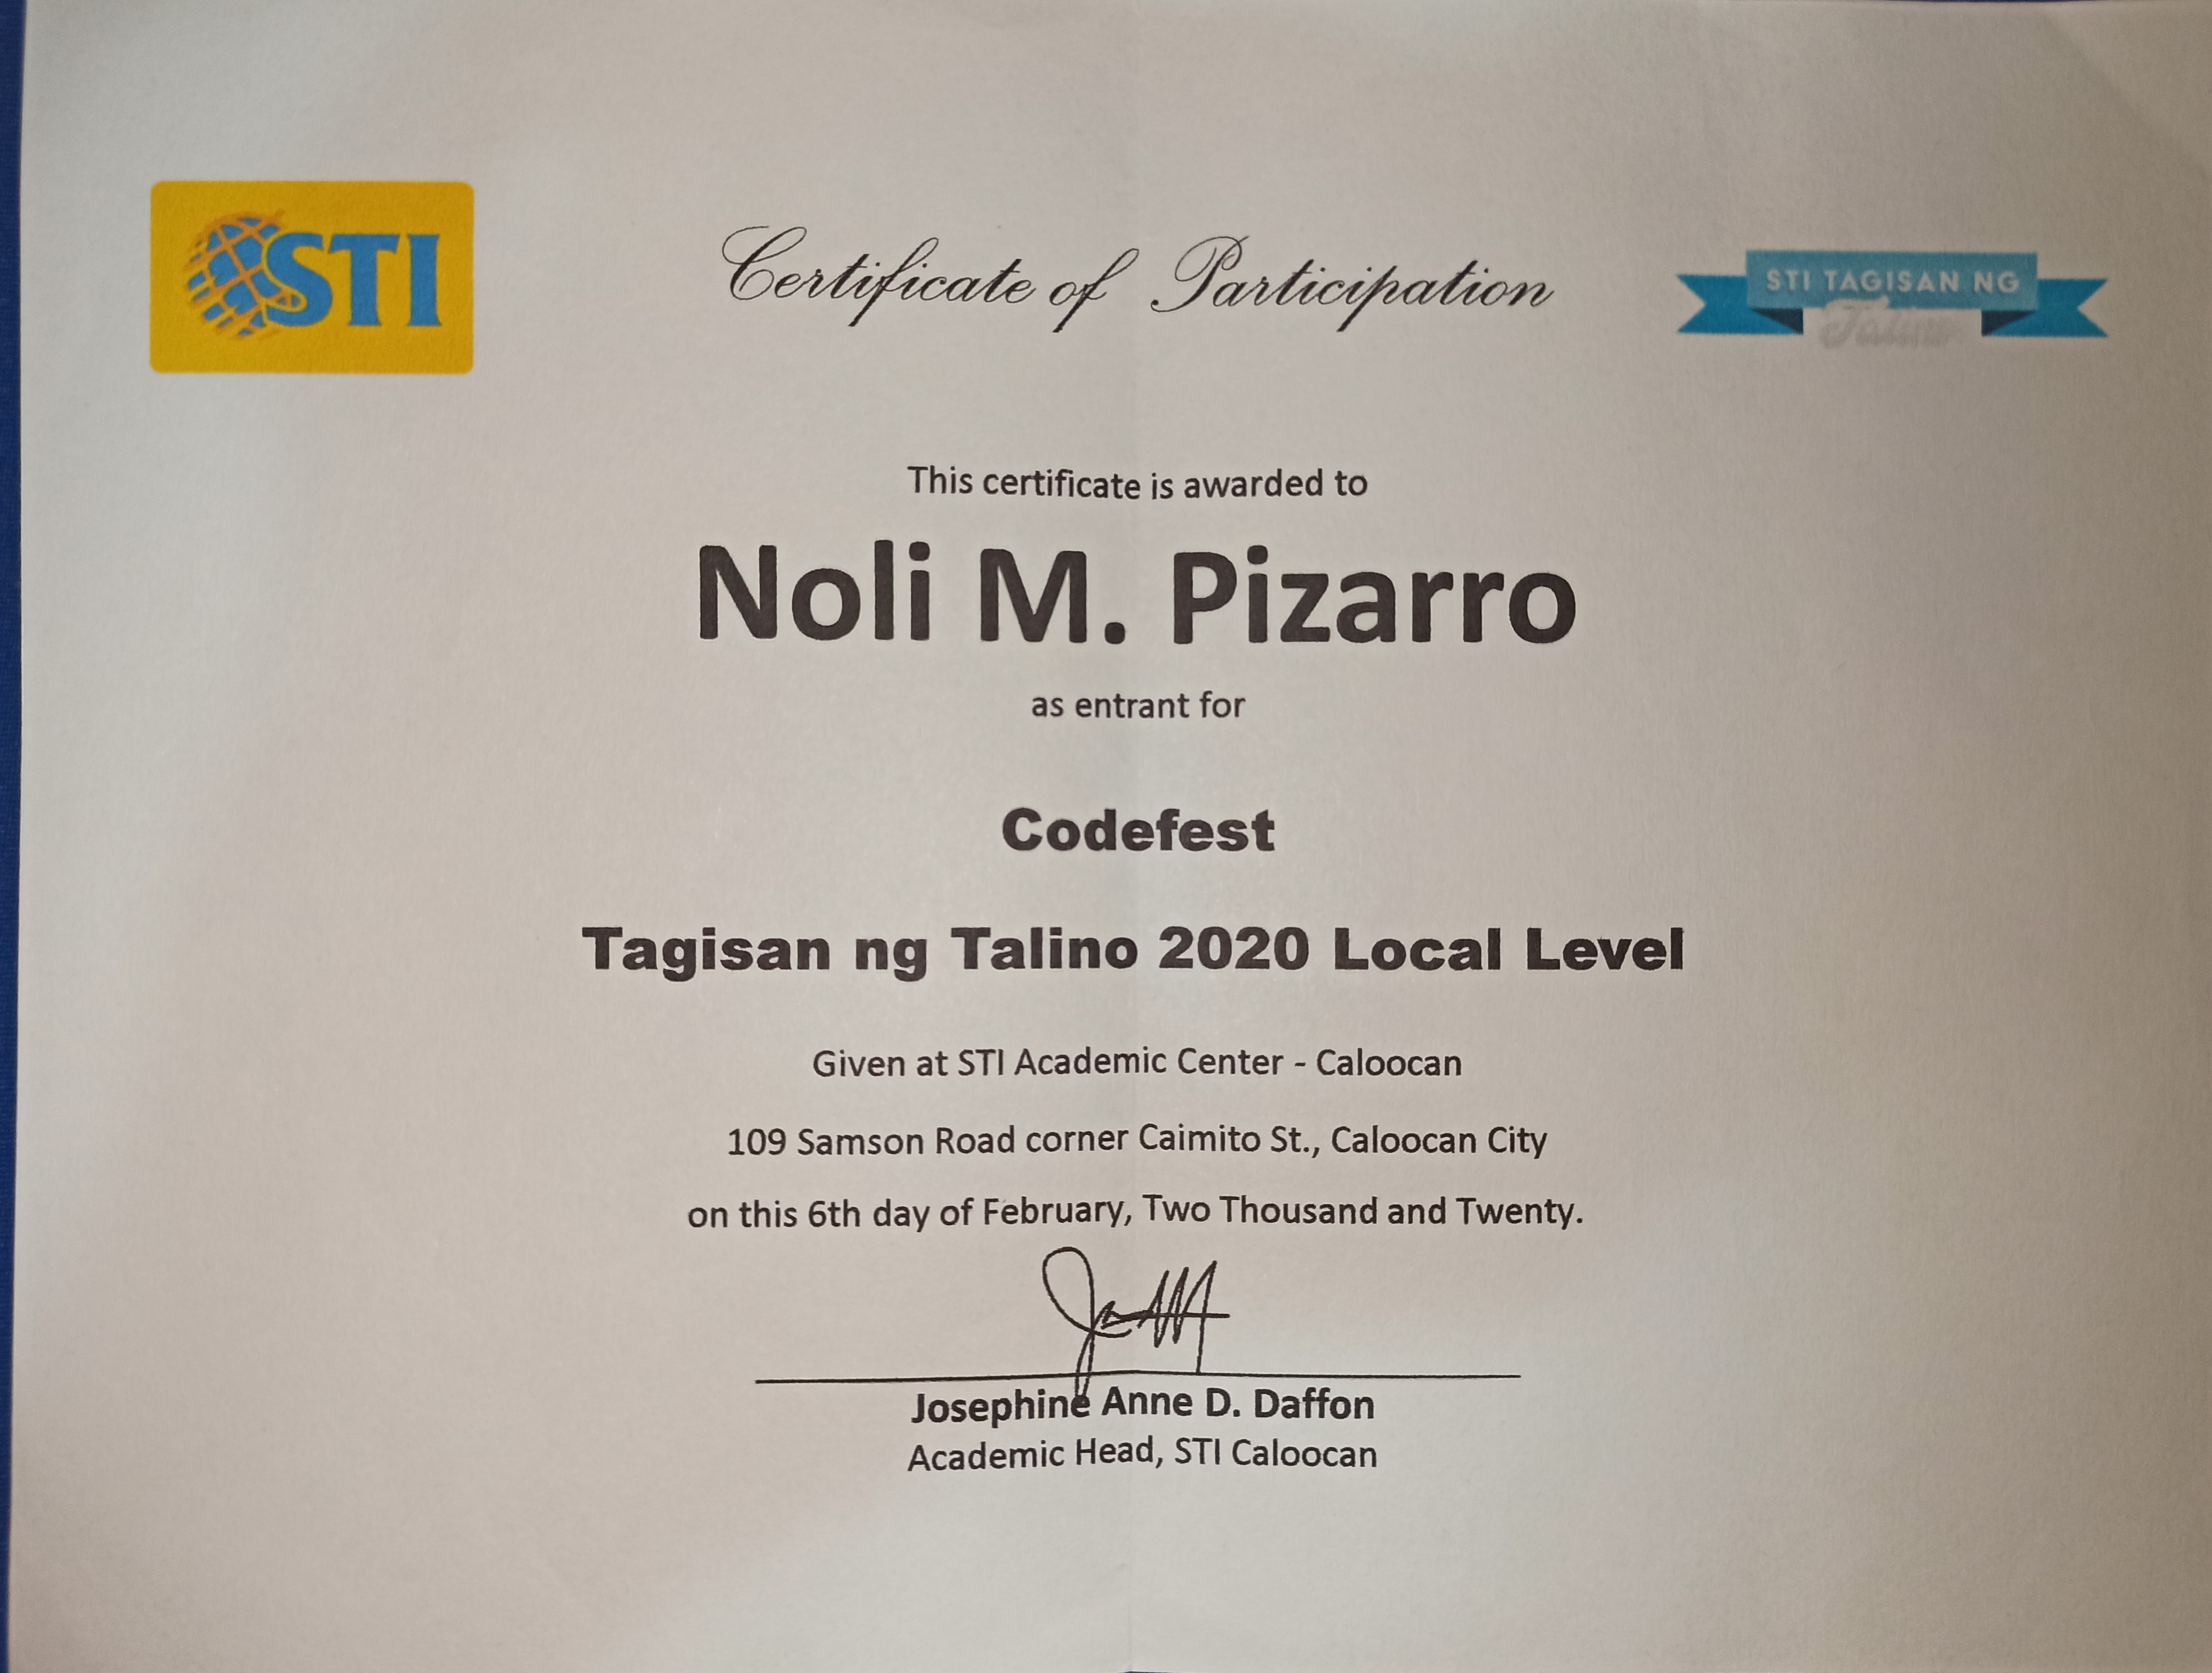 STI
Certificate of Participation
STI TAGISAN NG
Talino
This certificate is awarded to
Noli M. Pizarro
as entrant for
Codefest
Tagisan ng Talino 2020 Local Level
Given at STI Academic Center - Caloocan
109 Samson Road corner Caimito St., Caloocan City
on this 6th day of February, Two Thousand and Twenty.
Josephine Anne D. Daffon
Academic Head, STI Caloocan